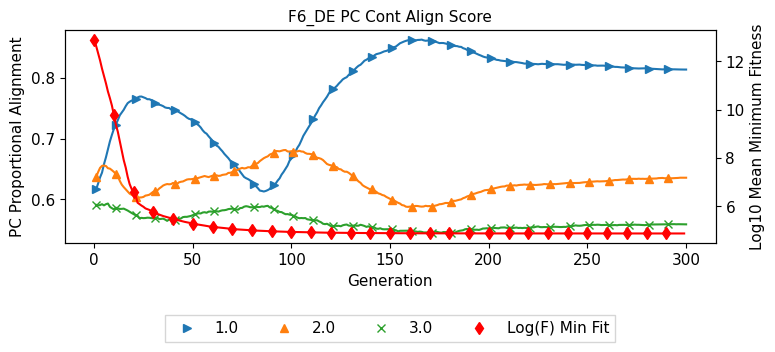 F6_DE PC Cont Align Score
PC Proportional Alignment
0.8
0.7
0.6
12
10
8
6
Log10 Mean Minimum Fitness
0 50 100 150 200 250 300
Generation
1.0 2.0 3.0 Log(F) Min Fit